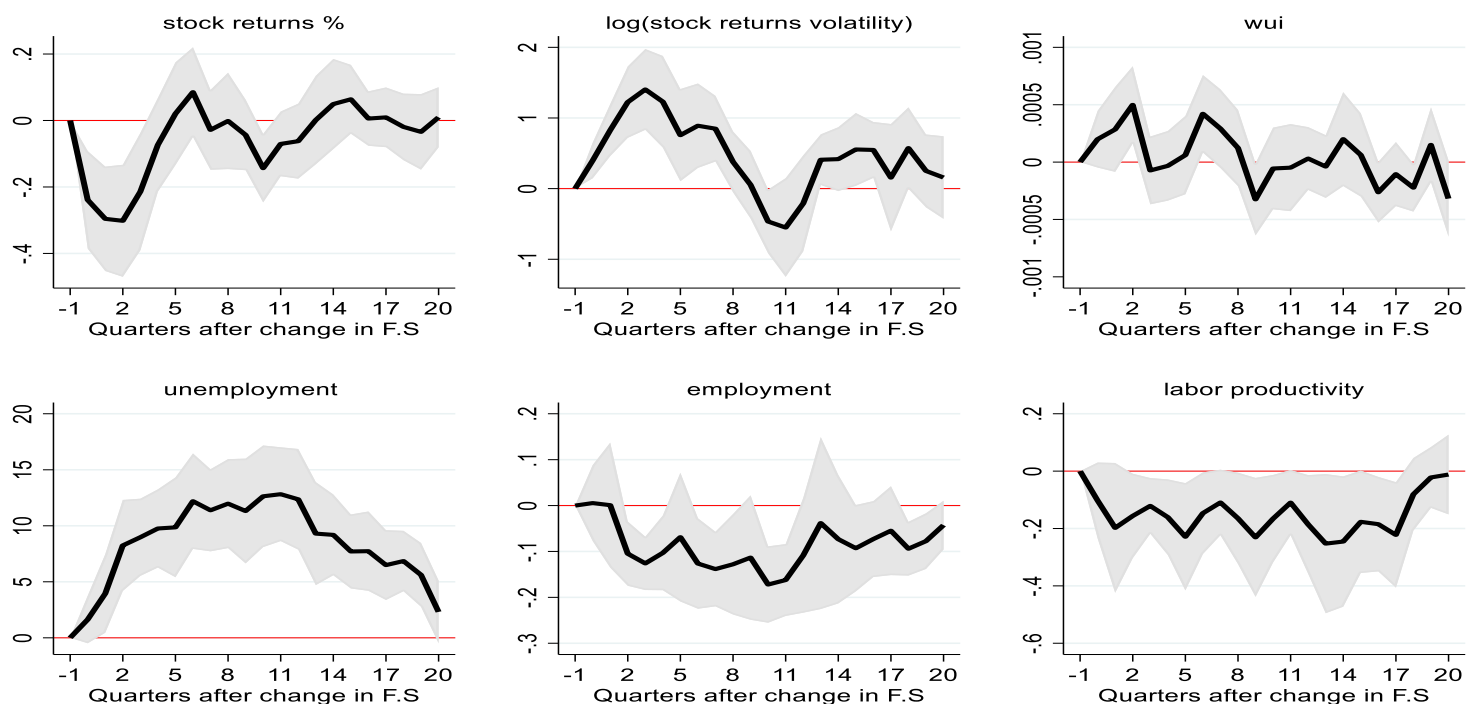 stock returns %
.2
0
-.2
-.4
-1 2 5 8 11 14 17 20
Quarters after change in F.S
log(stock returns volatility)
2
1
0
-1
-1 2 5 8 11 14 17 20
Quarters after change in F.S
wui
.001
.0005
0
-.0005
-.001
-1 2 5 8 11 14 17 20
Quarters after change in F.S
unemployment
20
15
10
5
0
-1 2 5 8 11 14 17 20
Quarters after change in F.S
employment
.2
.1
0
-.1
-.2
-.3
-1 2 5 8 11 14 17 20
Quarters after change in F.S
labor productivity
.2
0
-.2
-.4
-.6
-1 2 5 8 11 14 17 20
Quarters after change in F.S